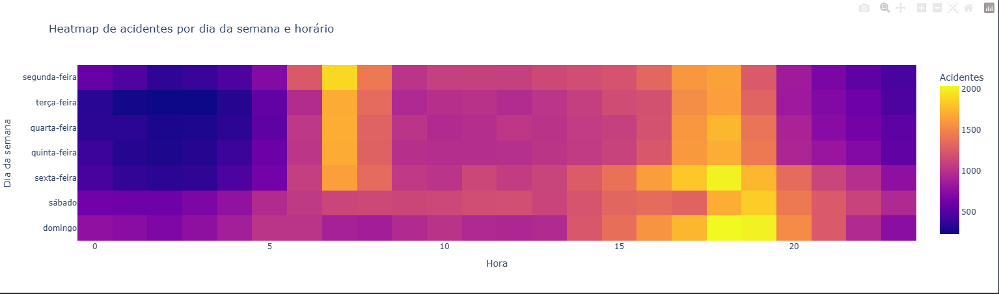 Heatmap de acidentes por dia da semana e horário
Dia da semana
segunda-feira
terça-feira
quarta-feira
quinta-feira
sexta-feira
sábado
domingo
0 5 10 15 20
Hora
Acidentes
2000
1500
1000
500